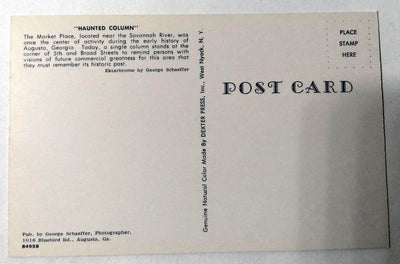 "HAUNTED COLUMN"
The Market Place, located near the Savannah River, was
once the center of activity during the early history of
Augusta, Georgia. Today, a single column stands at the
corner of 5th and Broad Streets to remind persons with
visions of future commercial greatness for this area that
they must remember its historic past.
Ektachrome by George Schaeffer
Pub. by George Schaeffer, Photographer,
1016 Bluebird Rd., Augusta, Ga.
84958
Genuine Natural Color Made By DEXTER PRESS, Inc., West Nyack, N. Y.
PLACE
STAMP
HERE
POST CARD